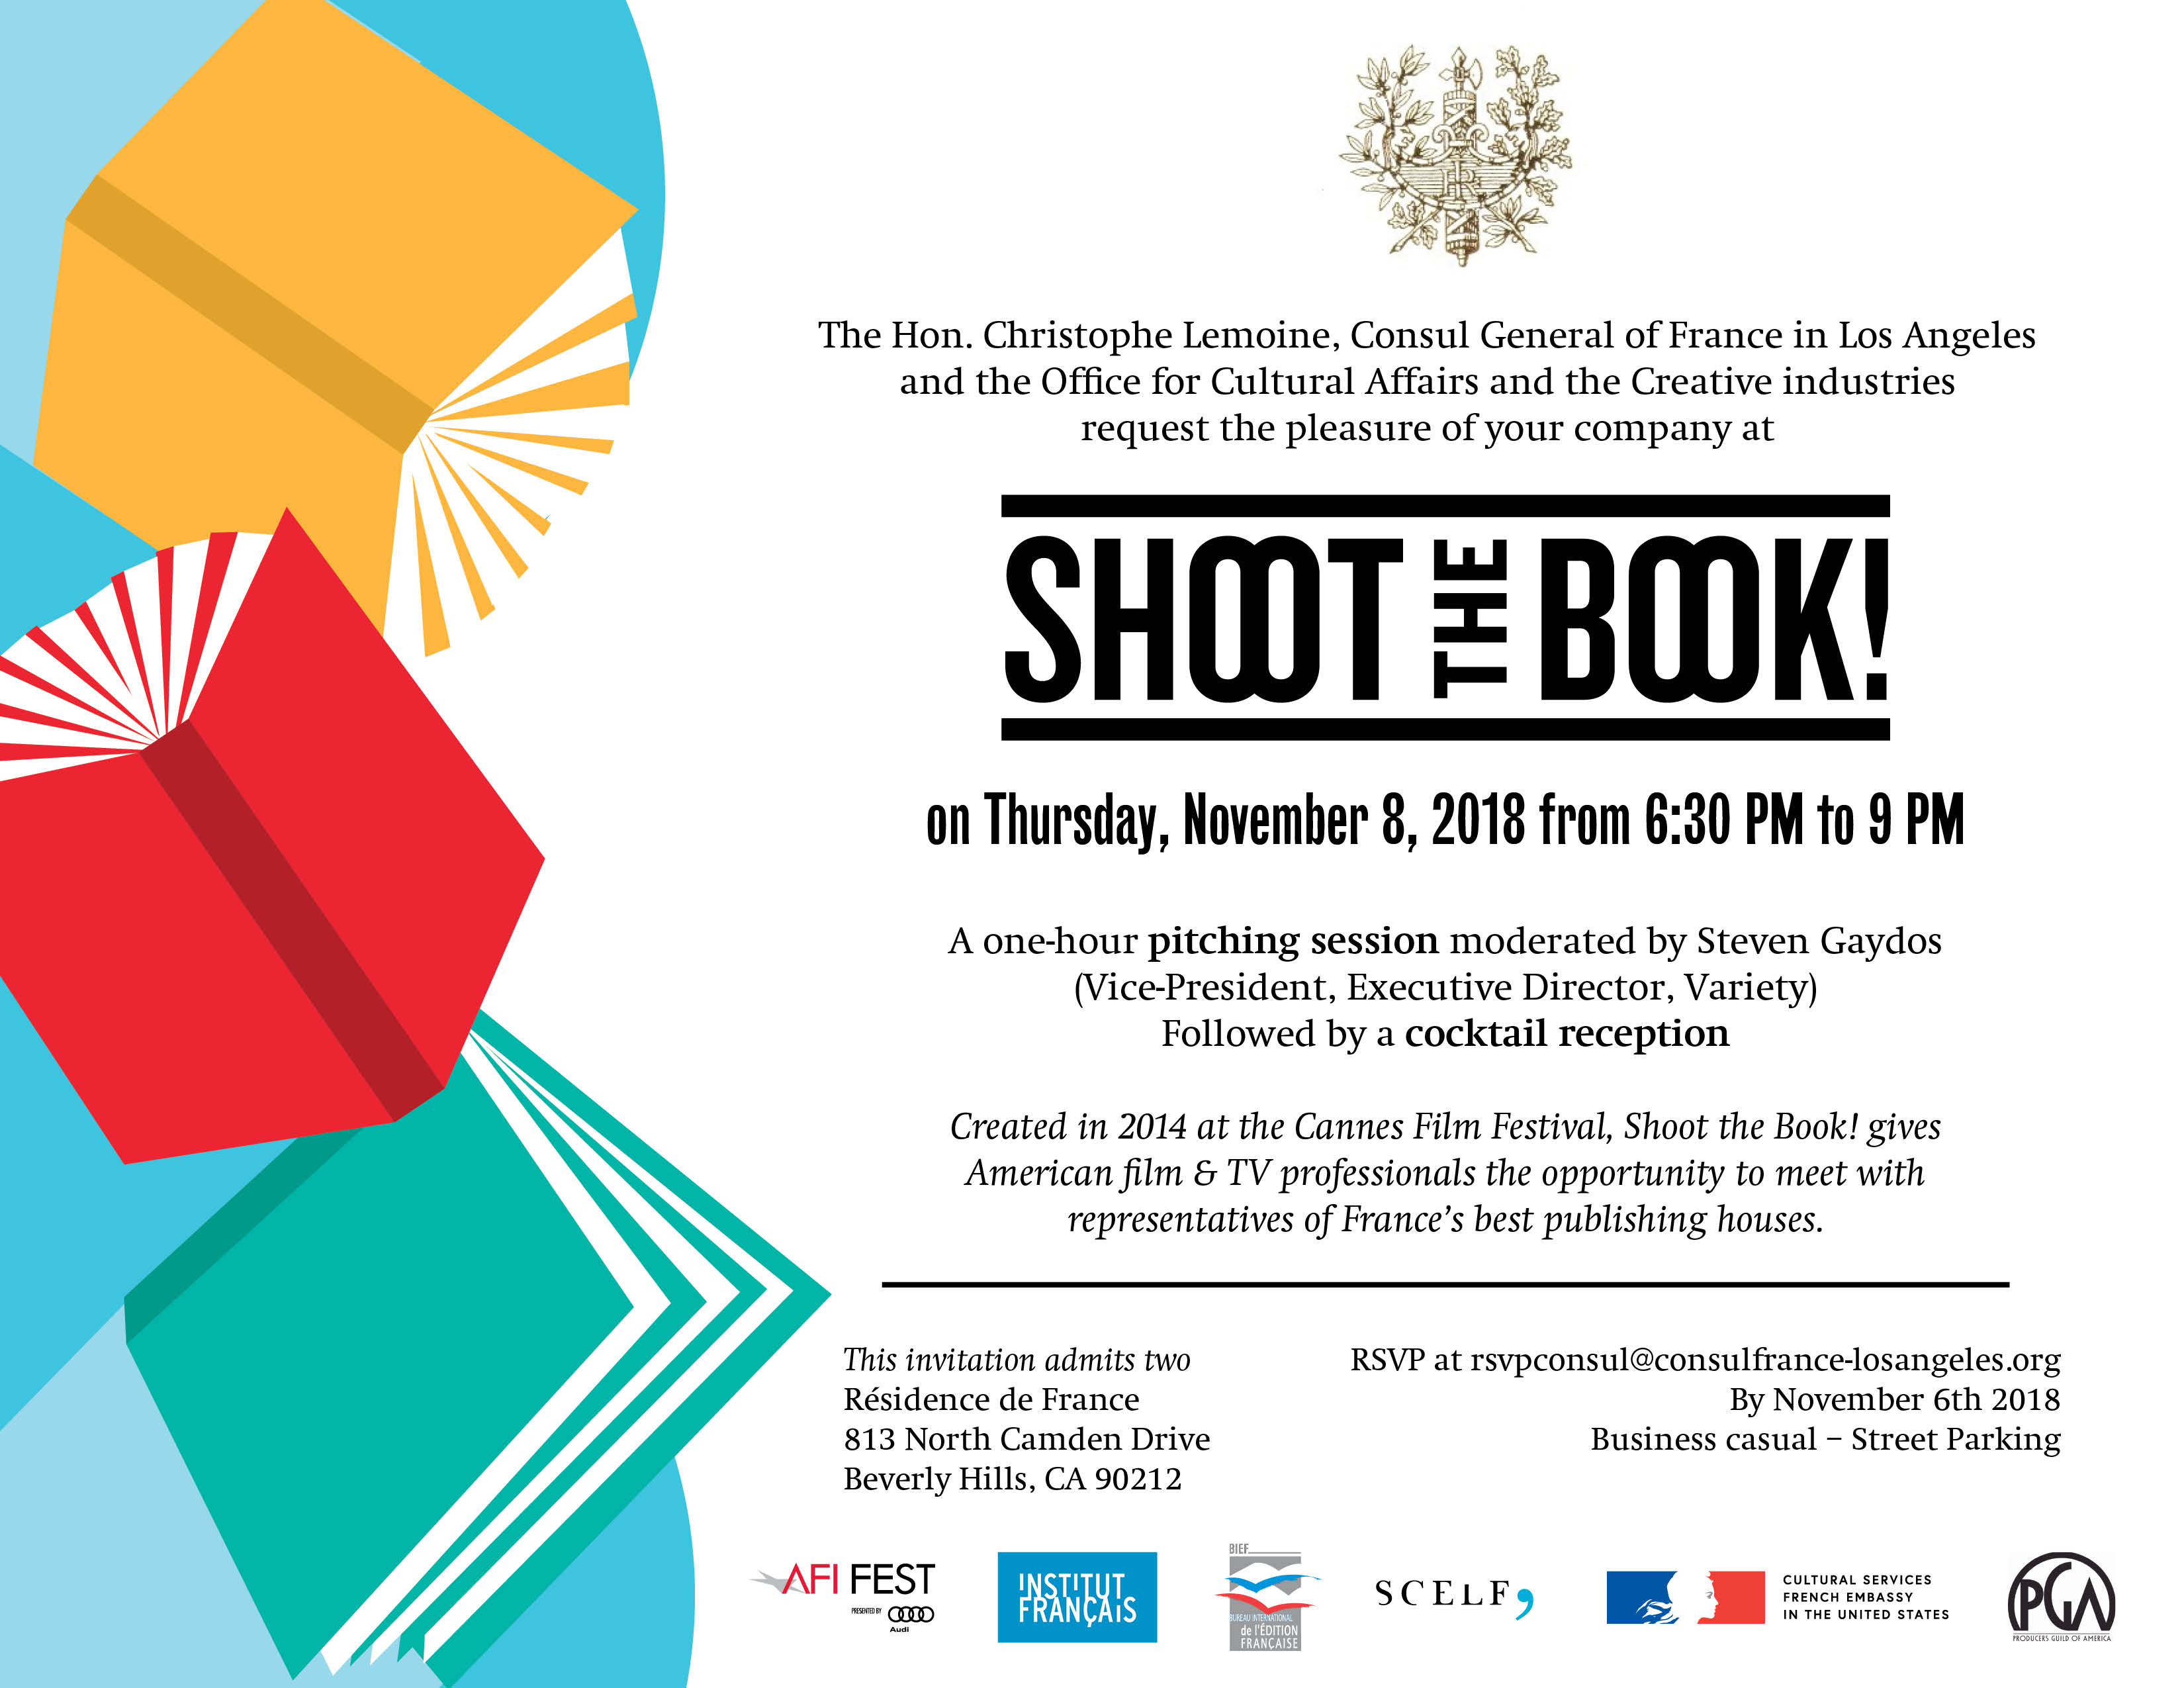 The Hon. Christophe Lemoine, Consul General of France in Los Angeles
and the Office for Cultural Affairs and the Creative industries
request the pleasure of your company at
SHOOT THE BOOK!
on Thursday, November 8, 2018 from 6:30 PM to 9 PM
A one-hour pitching session moderated by Steven Gaydos
(Vice-President, Executive Director, Variety)
Followed by a cocktail reception
Created in 2014 at the Cannes Film Festival, Shoot the Book! gives
American film & TV professionals the opportunity to meet with
representatives of France's best publishing houses.
This invitation admits two
Résidence de France
813 North Camden Drive
Beverly Hills, CA 90212
RSVP at rsvpconsul@consulfrance-losangeles.org
By November 6th 2018
Business casual – Street Parking
AFI FEST
PRESENTED BY
Audi
INSTITUT
FRANÇAIS
BIEF
BUREAU INTERNATIONAL
de l'ÉDITION
FRANÇAISE
SCELF,
CULTURAL SERVICES
FRENCH EMBASSY
IN THE UNITED STATES
PGA
PRODUCERS GUILD OF AMERICA